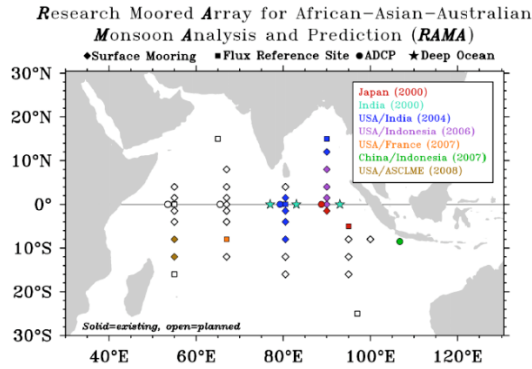 Research Moored Array for African-Asian-Australian
Monsoon Analysis and Prediction (RAMA)
◆Surface Mooring ■Flux Reference Site ●ADCP ★Deep Ocean
30°N
20°N
10°N
0°
10°S
20°S
30°S
Japan (2000)
India (2000)
USA/India (2004)
USA/Indonesia (2006)
USA/France (2007)
China/Indonesia (2007)
USA/ASCLME (2008)
Solid=existing, open=planned
40°E 60°E 80°E 100°E 120°E